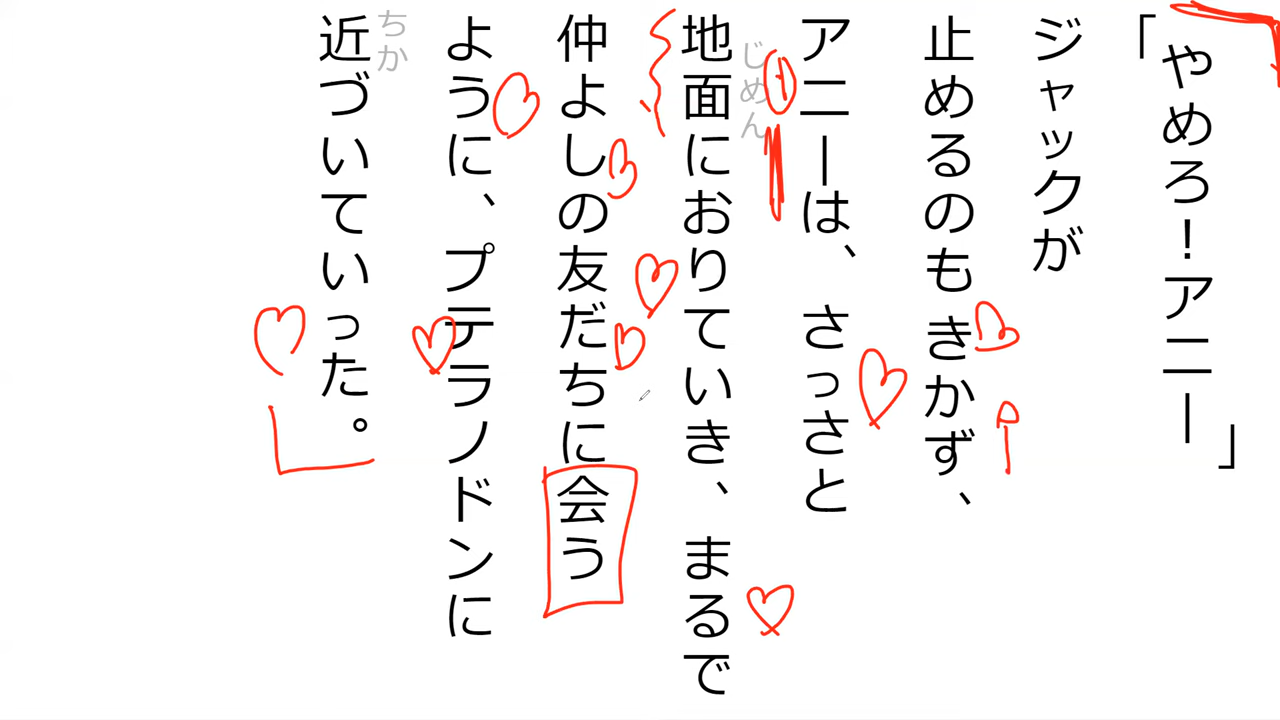 「やめろ！アニー」
ジャックが
止めるのもきかず、
アニーは、さっさと
地面におりていき、まるで
じめん
仲よしの友だちに会う
ように、プテラノドンに
近づいていった。
ちか